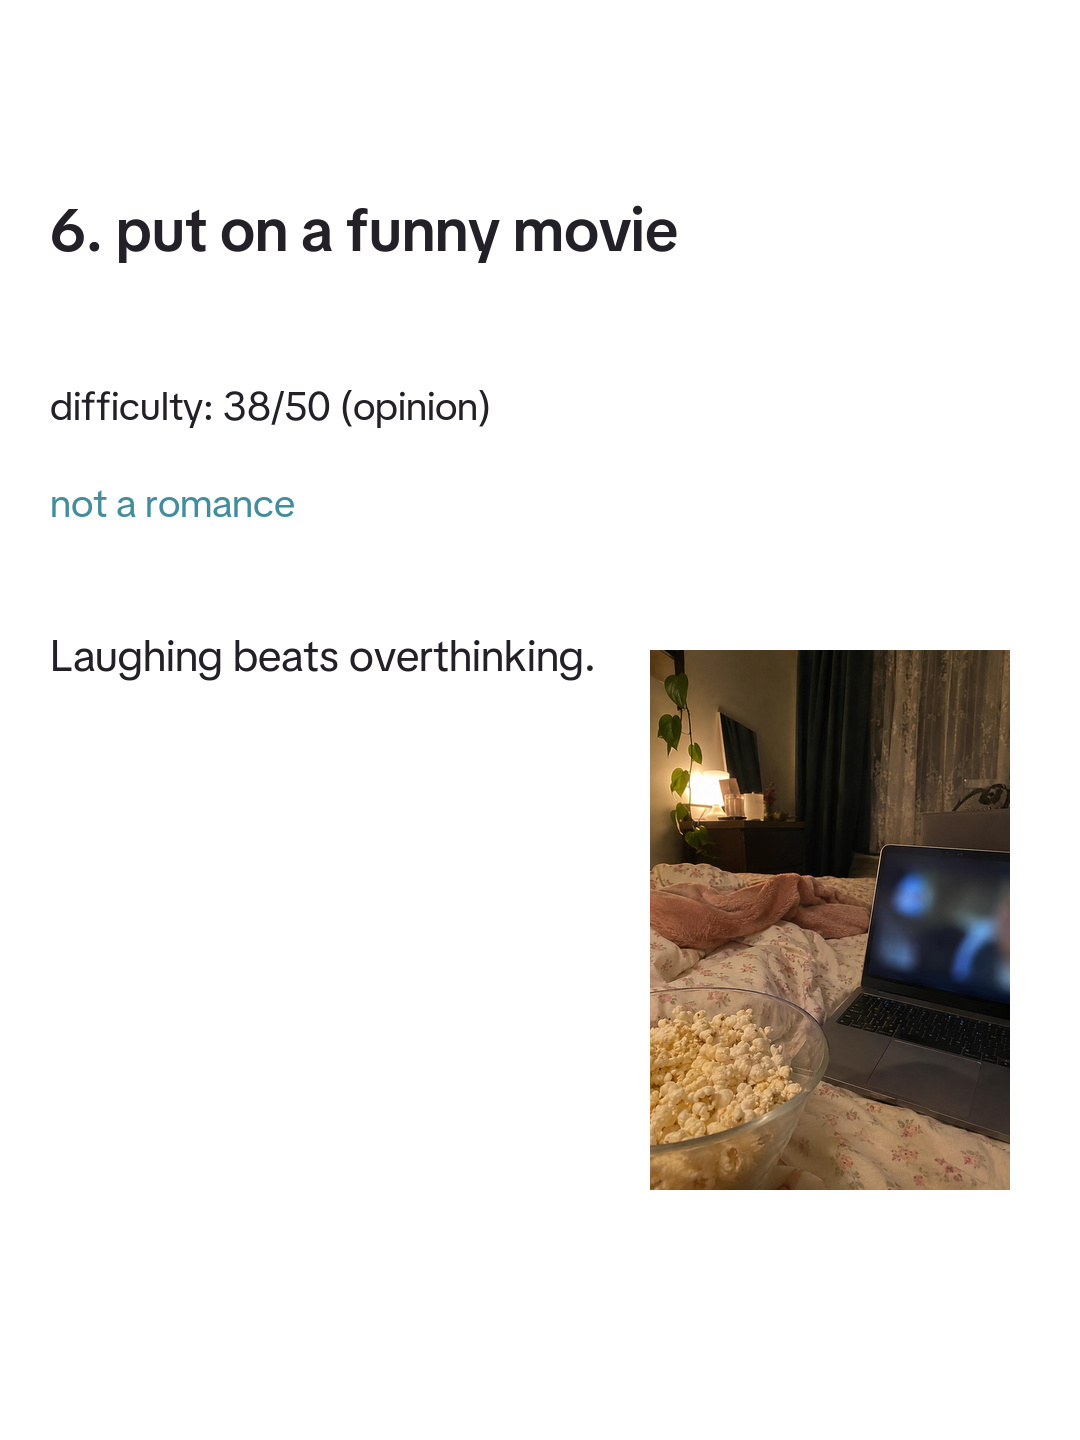 6. put on a funny movie
difficulty: 38/50 (opinion)
not a romance
Laughing beats overthinking.